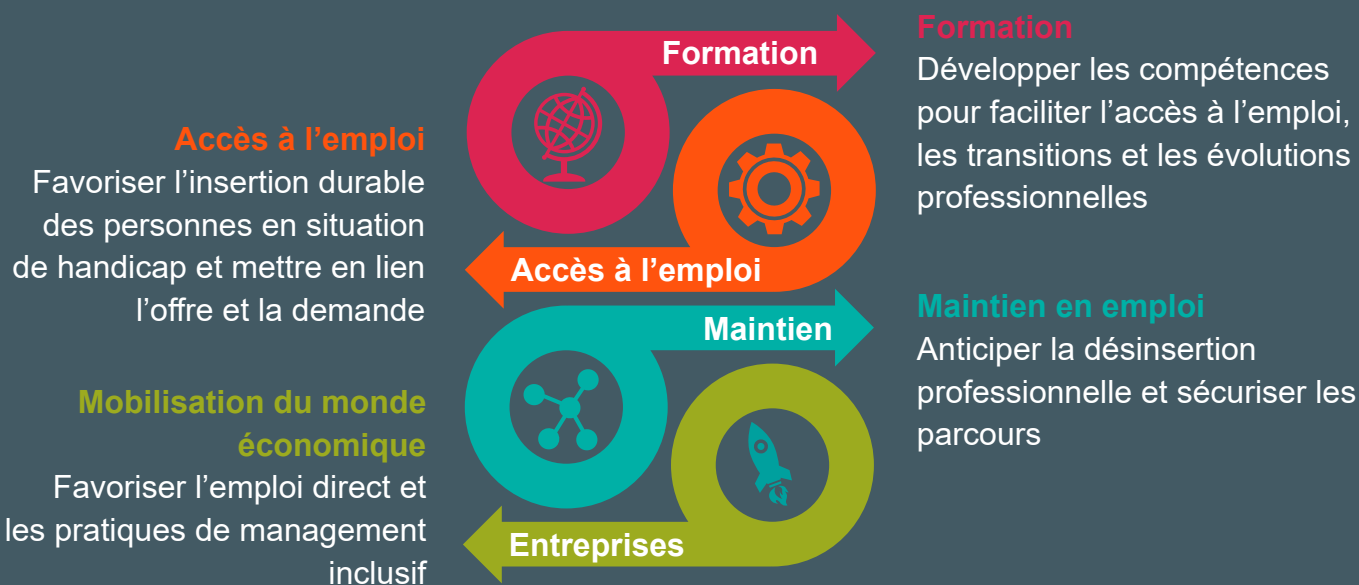 Formation
Formation
Développer les compétences
pour faciliter l’accès à l’emploi,
les transitions et les évolutions
professionnelles
Accès à l’emploi
Favoriser l’insertion durable
des personnes en situation
de handicap et mettre en lien
l’offre et la demande
Accès à l’emploi
Maintien
Maintien en emploi
Anticiper la désinsertion
professionnelle et sécuriser les
parcours
Mobilisation du monde
économique
Favoriser l’emploi direct et
les pratiques de management
inclusif
Entreprises